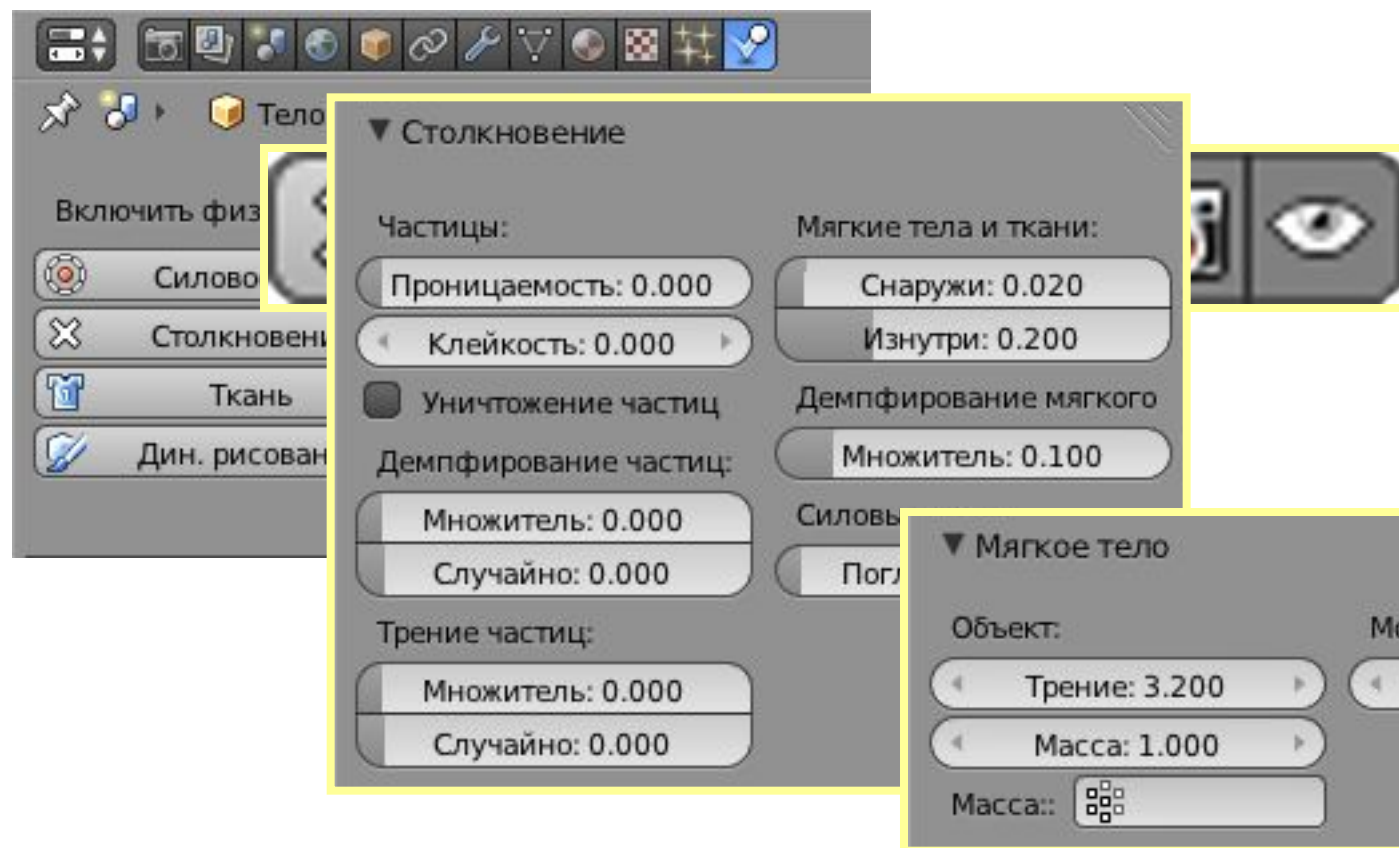 Тело
Включить физ
Силово
Столкновени
Ткань
Дин. рисован
Столкновение
Частицы:
Проницаемость: 0.000
Клейкость: 0.000
Уничтожение частиц
Демпфирование частиц:
Множитель: 0.000
Случайно: 0.000
Трение частиц:
Множитель: 0.000
Случайно: 0.000
Мягкие тела и ткани:
Снаружи: 0.020
Изнутри: 0.200
Демпфирование мягкого
Множитель: 0.100
Силовы
Погл
Мягкое тело
Объект:
Трение: 3.200
Масса: 1.000
Масса::
Ме